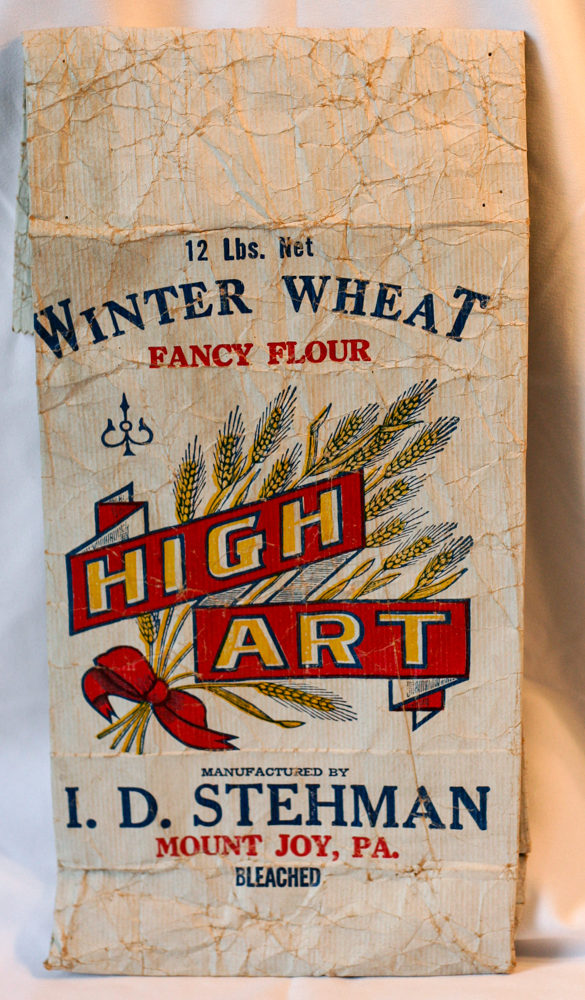 12 Lbs. Net
WINTER WHEAT
FANCY FLOUR
HIGH
ART
MANUFACTURED BY
I. D. STEHMAN
MOUNT JOY, PA.
BLEACHED